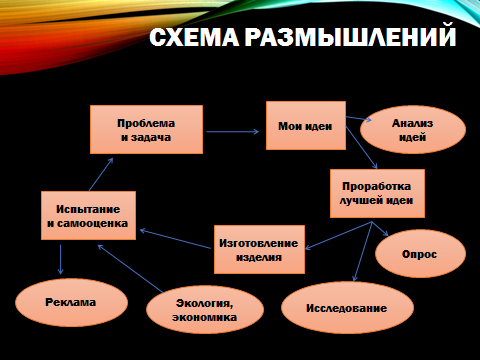 СХЕМА РАЗМЫШЛЕНИЙ
Проблема
и задача
Мои идеи
Анализ
идей
Проработка
лучшей идеи
Испытание
и самооценка
Изготовление
изделия
Опрос
Реклама
Экология,
экономика
Исследование